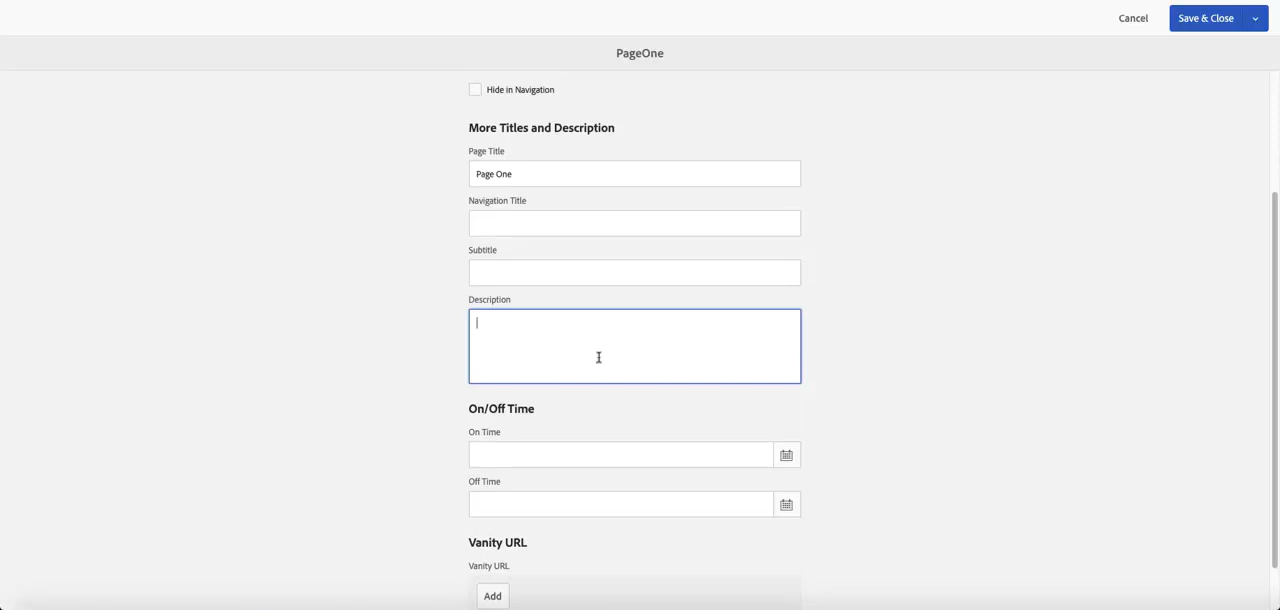 Cancel
Save & Close
PageOne
Hide in Navigation
More Titles and Description
Page Title
Page One
Navigation Title
Subtitle
Description
On/Off Time
On Time
Off Time
Vanity URL
Vanity URL
Add